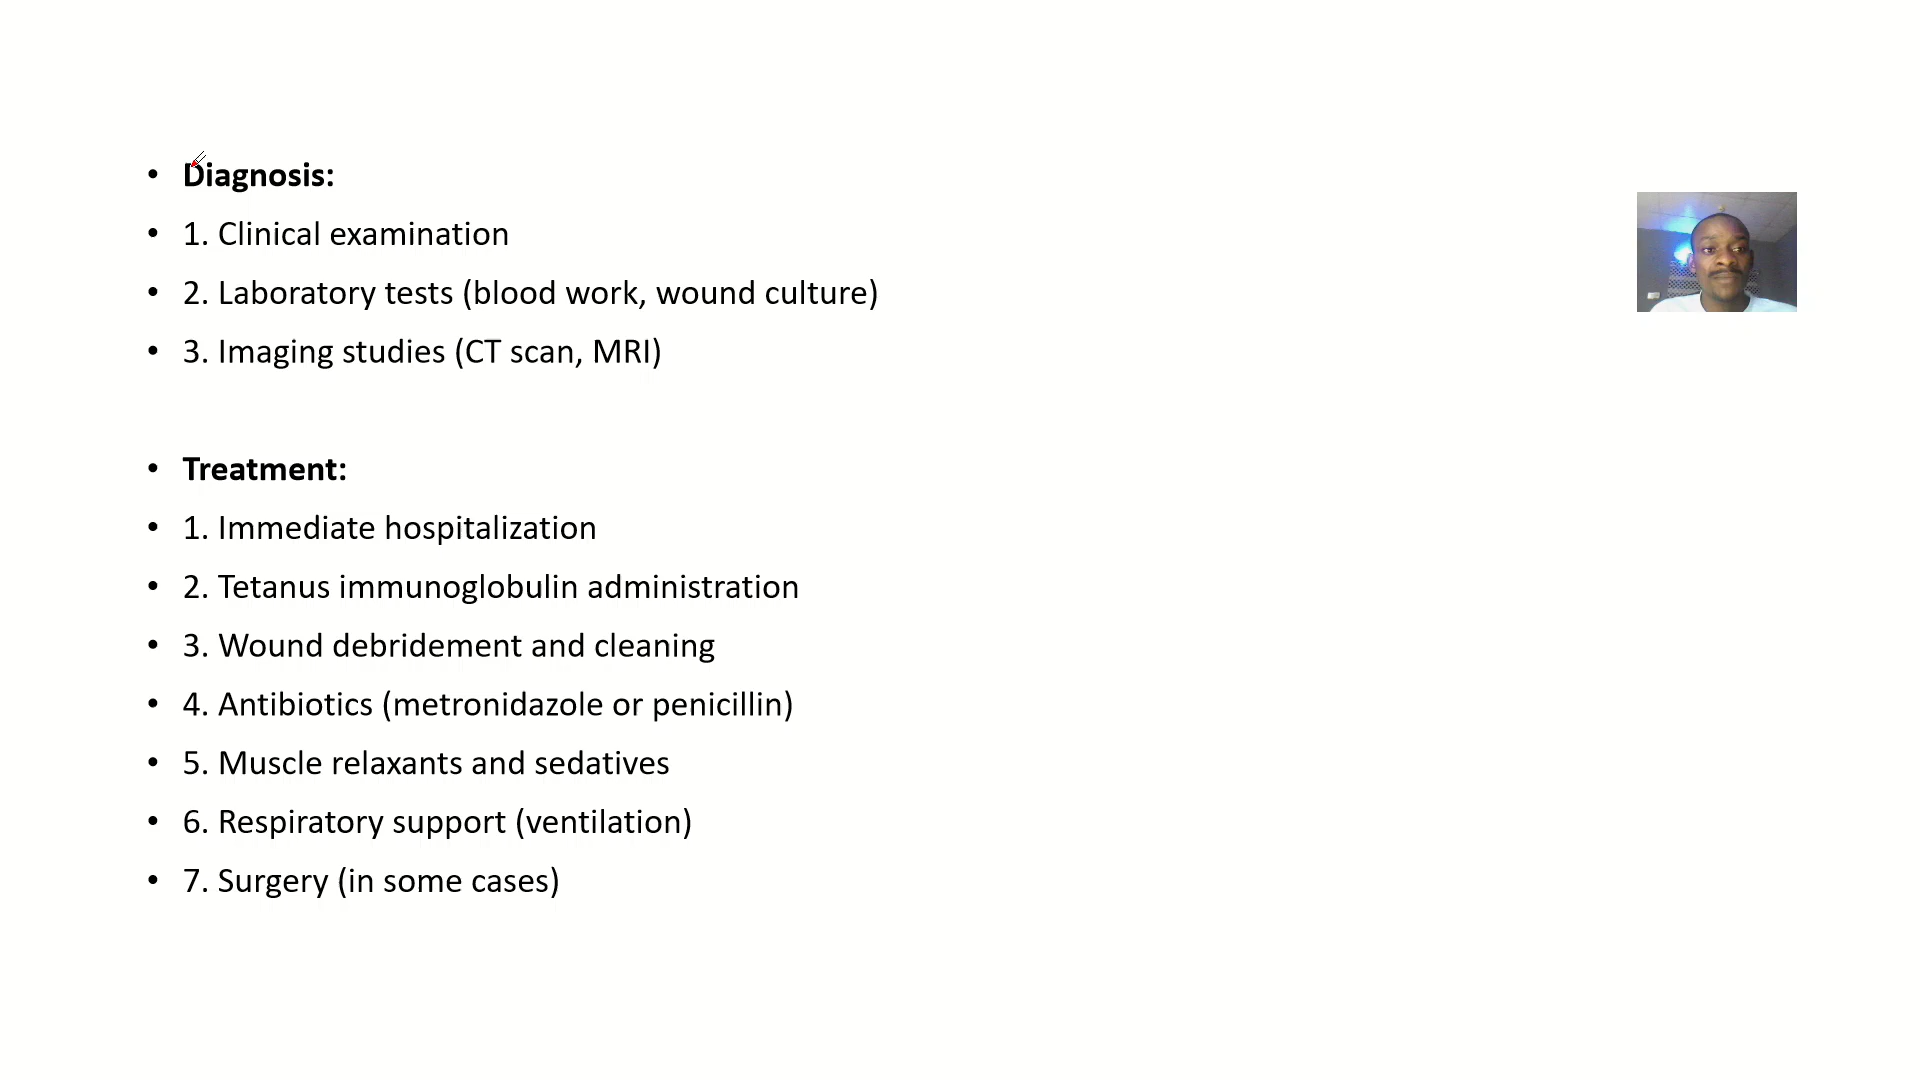 • Diagnosis:
• 1. Clinical examination
• 2. Laboratory tests (blood work, wound culture)
• 3. Imaging studies (CT scan, MRI)
• Treatment:
• 1. Immediate hospitalization
• 2. Tetanus immunoglobulin administration
• 3. Wound debridement and cleaning
• 4. Antibiotics (metronidazole or penicillin)
• 5. Muscle relaxants and sedatives
• 6. Respiratory support (ventilation)
• 7. Surgery (in some cases)